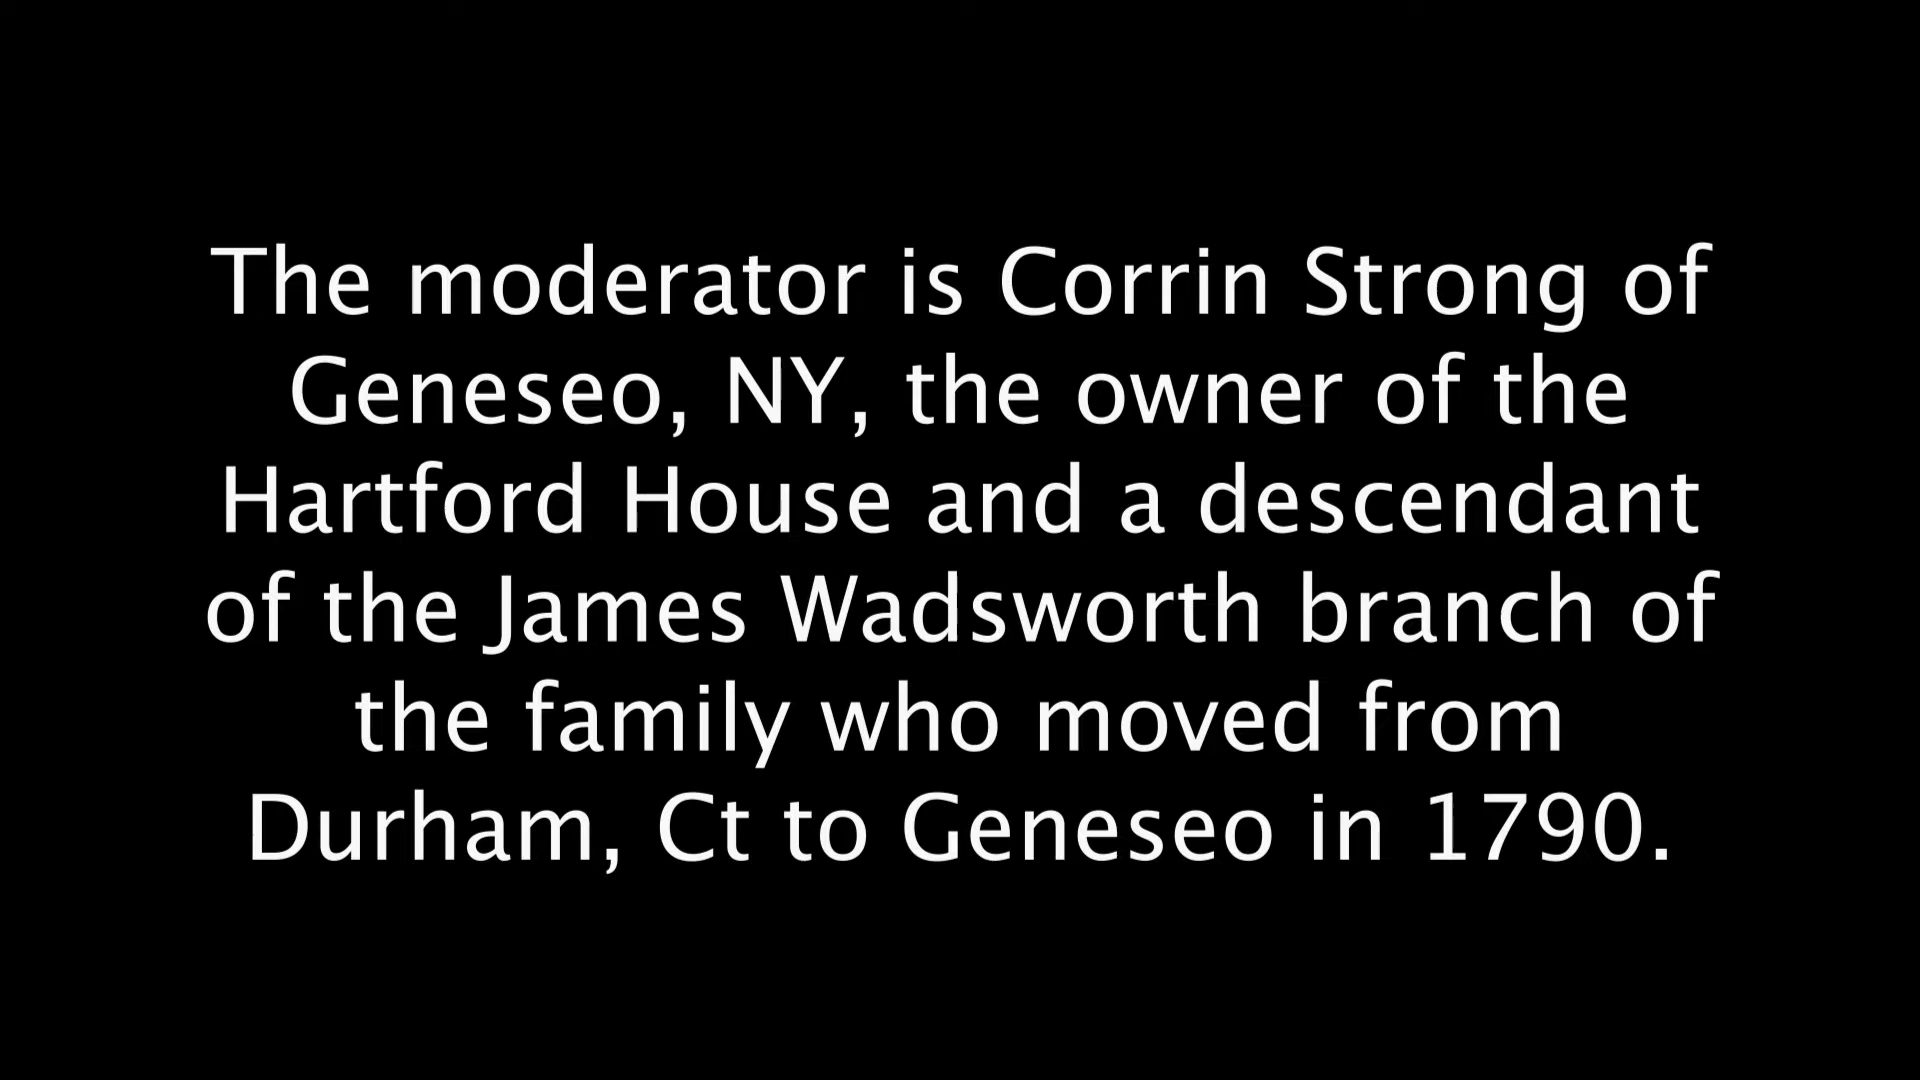 The moderator is Corrin Strong of
Geneseo, NY, the owner of the
Hartford House and a descendant
of the James Wadsworth branch of
the family who moved from
Durham, Ct to Geneseo in 1790.